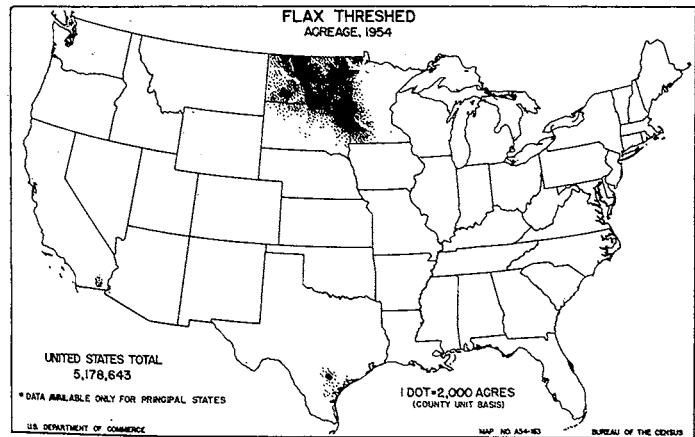 FLAX THRESHED
ACREAGE, 1954
UNITED STATES TOTAL
5,178,643
* DATA AVAILABLE ONLY FOR PRINCIPAL STATES
1 DOT=2,000 ACRES
(COUNTY UNIT BASIS)
U.S. DEPARTMENT OF COMMERCE
MAP NO. A54-163
BUREAU OF THE CENSUS